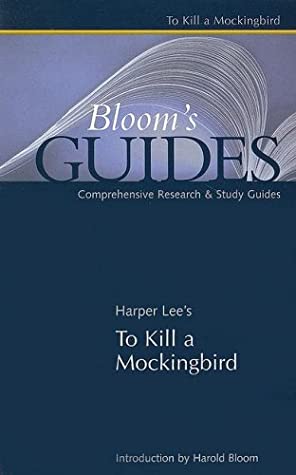 To Kill a Mockingbird
Bloom's
GUIDES
Comprehensive Research & Study Guides
Harper Lee's
To Kill a
Mockingbird
Introduction by Harold Bloom